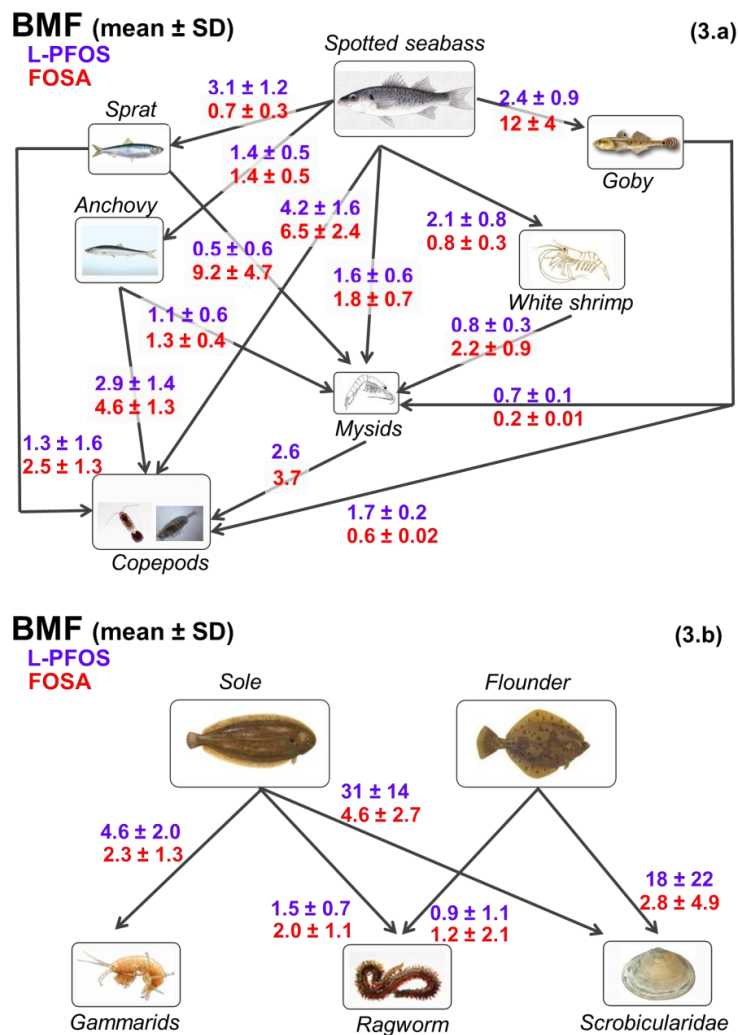 BMF (mean ± SD)
(3.a)
L-PFOS
FOSA
Spotted seabass
3.1 ± 1.2
0.7 ± 0.3
2.4 ± 0.9
12 ± 4
Sprat
Goby
1.4 ± 0.5
1.4 ± 0.5
Anchovy
4.2 ± 1.6
6.5 ± 2.4
2.1 ± 0.8
0.8 ± 0.3
0.5 ± 0.6
9.2 ± 4.7
1.6 ± 0.6
1.8 ± 0.7
White shrimp
1.1 ± 0.6
1.3 ± 0.4
0.8 ± 0.3
2.2 ± 0.9
2.9 ± 1.4
4.6 ± 1.3
0.7 ± 0.1
0.2 ± 0.01
Mysids
1.3 ± 1.6
2.5 ± 1.3
2.6
3.7
1.7 ± 0.2
0.6 ± 0.02
Copepods
BMF (mean ± SD)
(3.b)
L-PFOS
FOSA
Sole
Flounder
31 ± 14
4.6 ± 2.7
4.6 ± 2.0
2.3 ± 1.3
18 ± 22
2.8 ± 4.9
1.5 ± 0.7
2.0 ± 1.1
0.9 ± 1.1
1.2 ± 2.1
Gammarids
Ragworm
Scrobicularidae